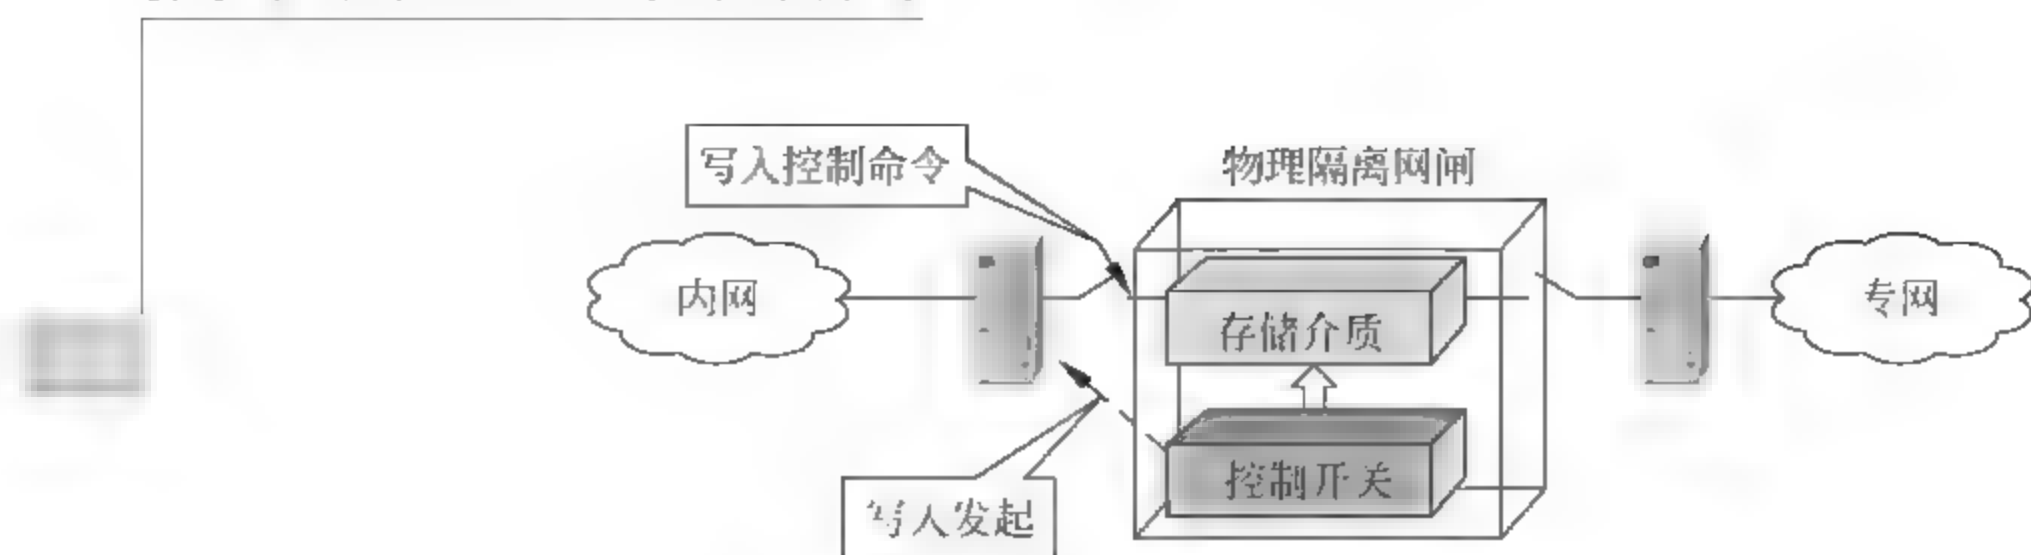 写入控制命令
物理隔离网闸
内网
专网
存储介质
控制开关
写入发起